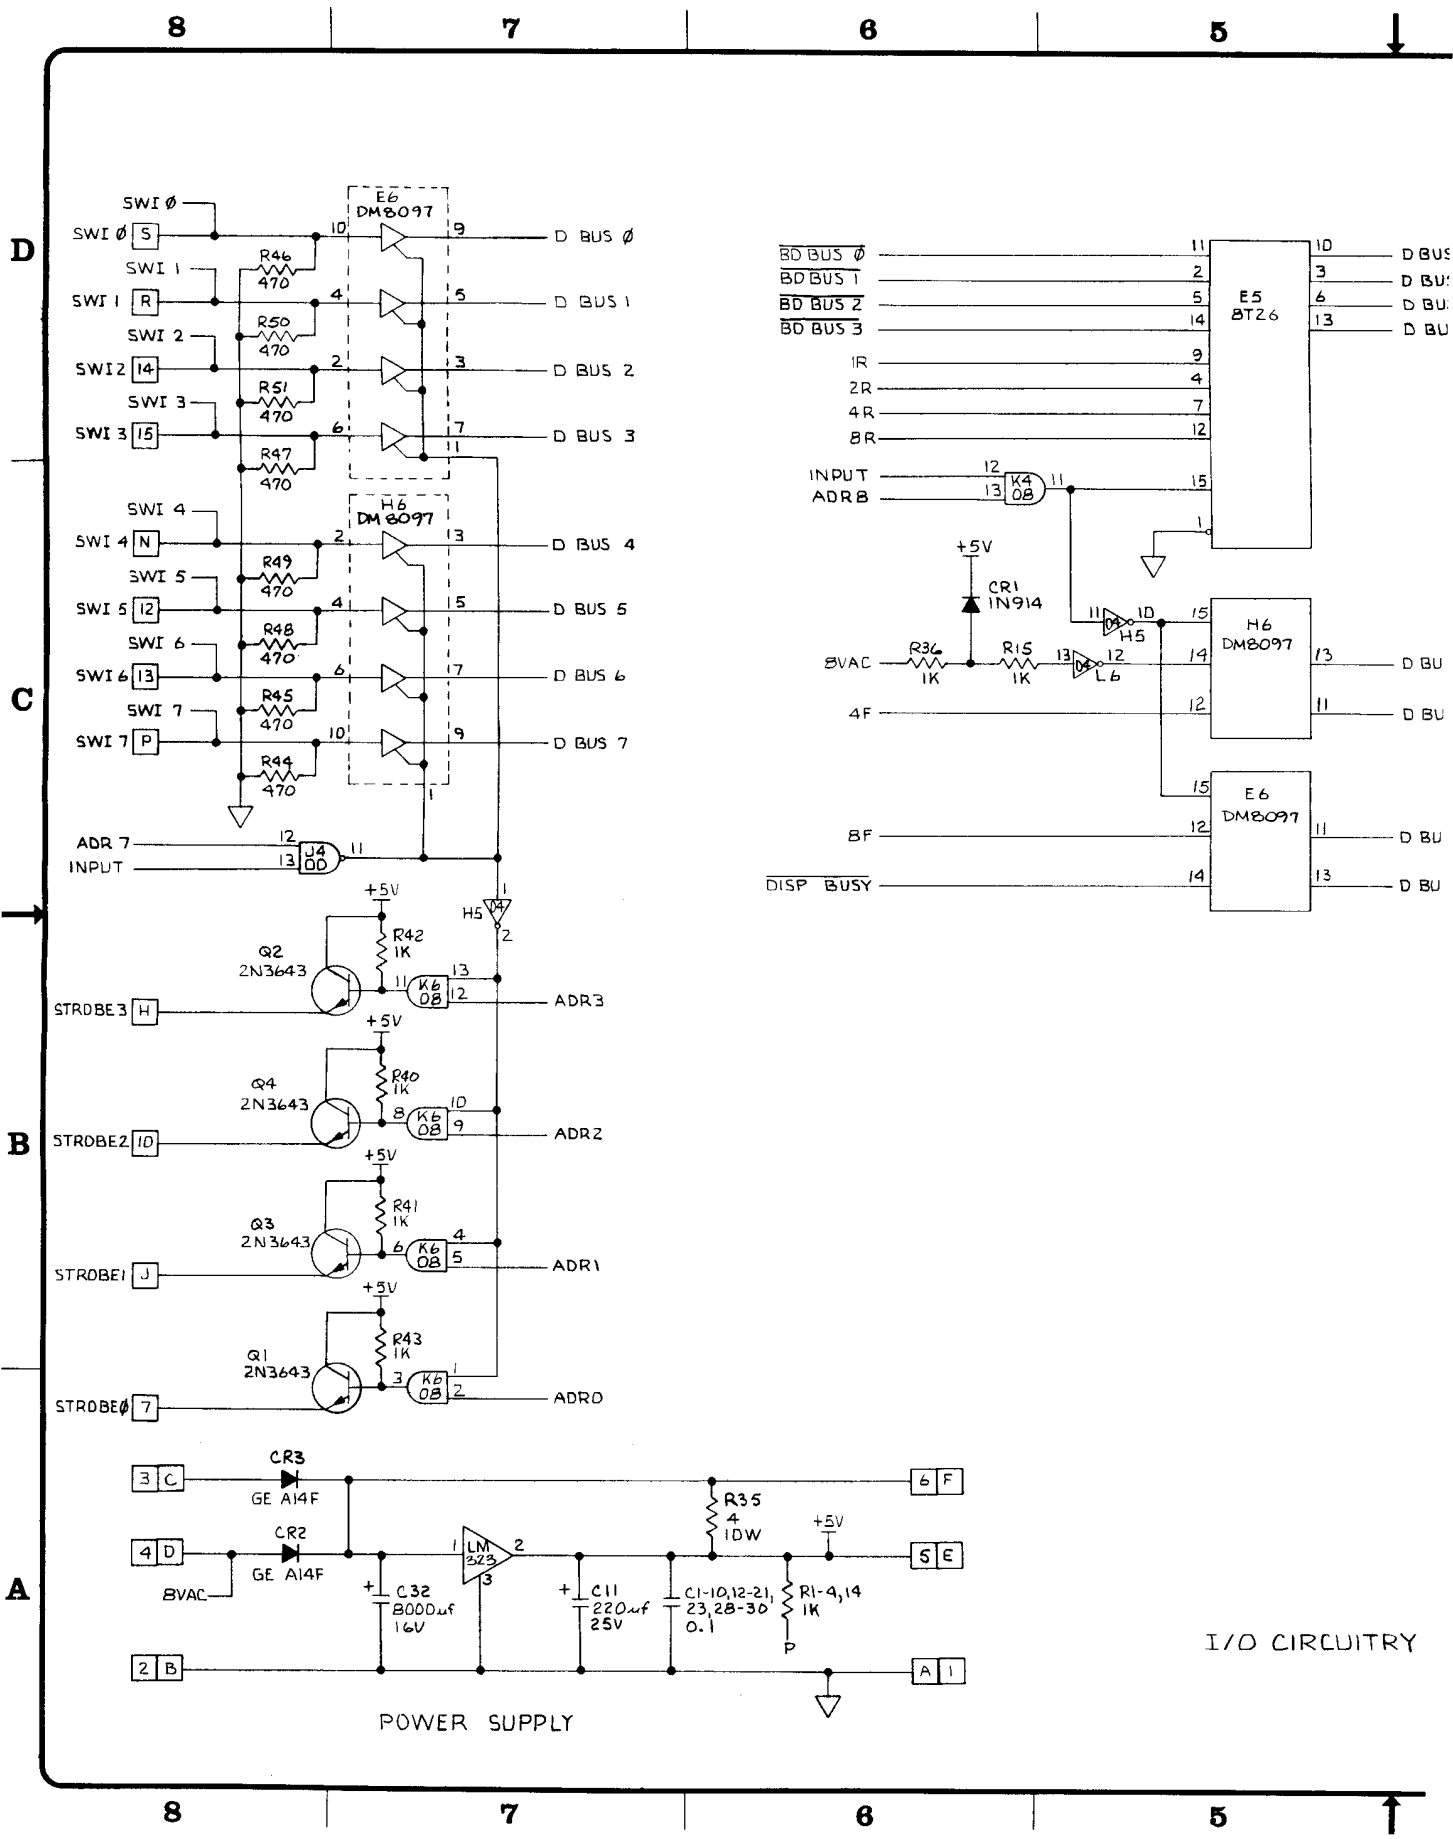 8 7 6 5
D
SWI Ø
SWI Ø S
R46
470
10
E6
DM8097
9
D BUS Ø
SWI 1
SWI 1 R
R50
470
4
5
D BUS 1
SWI 2
SWI2 14
R51
470
2
3
D BUS 2
SWI 3
SWI 3 15
R47
470
6
7
1
D BUS 3
SWI 4
SWI 4 N
R49
470
2
H6
DM8097
3
D BUS 4
SWI 5
SWI 5 12
R48
470
4
5
D BUS 5
SWI 6
SWI 6 13
R45
470
6
7
D BUS 6
C
SWI 7
SWI 7 P
R44
470
10
9
D BUS 7
1
ADR 7 12
INPUT 13
J4
00
11
1
H5 04
2
+5V
R42
1K
Q2
2N3643
11 K6
08
13
12
ADR3
STROBE3 H
+5V
R40
1K
Q4
2N3643
8 K6
08
10
9
ADR2
B
STROBE2 10
+5V
R41
1K
Q3
2N3643
6 K6
08
4
5
ADR1
STROBE1 J
+5V
R43
1K
Q1
2N3643
3 K6
08
1
2
ADR0
STROBEØ 7
BD BUS Ø 11
BD BUS 1 2
BD BUS 2 5
BD BUS 3 14
1R 9
2R 4
4R 7
8R 12
E5
8T26
10 D BUS
3 D BUS
6 D BU
13 D BU
INPUT 12
ADR8 13
K4
08
11
15
1
+5V
CR1
1N914
11 04 10
H5
15
H6
DM8097
8VAC R36
1K
R15
1K
13 04 12
L6
14
13 D BU
4F 12
11 D BU
15
E6
DM8097
8F 12
11 D BU
DISP BUSY 14
13 D BU
3 C
CR3
GE A14F
6 F
R35
4
10W
4 D
CR2
GE A14F
8VAC
1 LM
323
2
3
+5V
5 E
A
+ C32
8000uf
16V
+ C11
220uf
25V
C1-10,12-21,
23,28-30
0.1
R1-4,14
1K
P
2 B
A 1
I/O CIRCUITRY
POWER SUPPLY
8 7 6 5